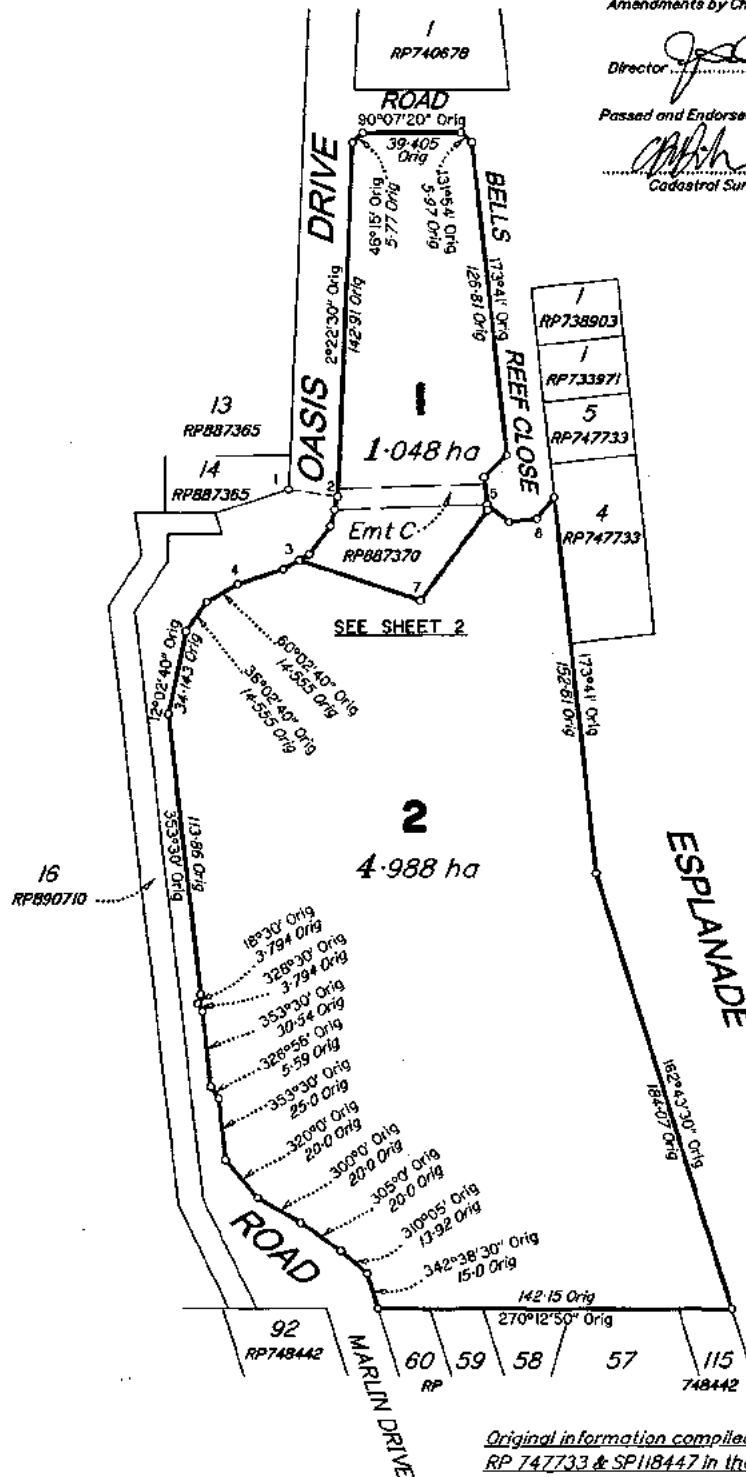 Amendments by Ch
Director
Passed and Endorse
Cadastral Sur
1
RP740678
ROAD
90°07'20" Orig
39·405
Orig
OASIS DRIVE
46°15' Orig
5·77 Orig
131°54' Orig
5·97 Orig
BELLS REEF CLOSE
173°41' Orig
126·81 Orig
2°22'30" Orig
142·91 Orig
1
1·048 ha
1
RP738903
1
RP733971
5
RP747733
4
RP747733
13
RP887365
14
RP887365
1
2
3
4
5
6
7
Emt C
RP887370
SEE SHEET 2
60°02'40" Orig
14·555 Orig
36°02'40" Orig
14·555 Orig
12°02'40" Orig
34·143 Orig
173°41' Orig
152·81 Orig
2
4·988 ha
113·86 Orig
353°30' Orig
16
RP890710
ESPLANADE
18°30' Orig
3·794 Orig
328°30' Orig
3·794 Orig
353°30' Orig
30·54 Orig
326°56' Orig
5·59 Orig
353°30' Orig
25·0 Orig
320°0' Orig
20·0 Orig
300°0' Orig
20·0 Orig
305°0' Orig
20·0 Orig
310°05' Orig
13·92 Orig
342°38'30" Orig
15·0 Orig
162°43'30" Orig
184·07 Orig
ROAD
142·15 Orig
270°12'50" Orig
92
RP748442
MARLIN DRIVE
60 59 58 57 115
RP 748442
Original information compiled
RP 747733 & SP118447 in the